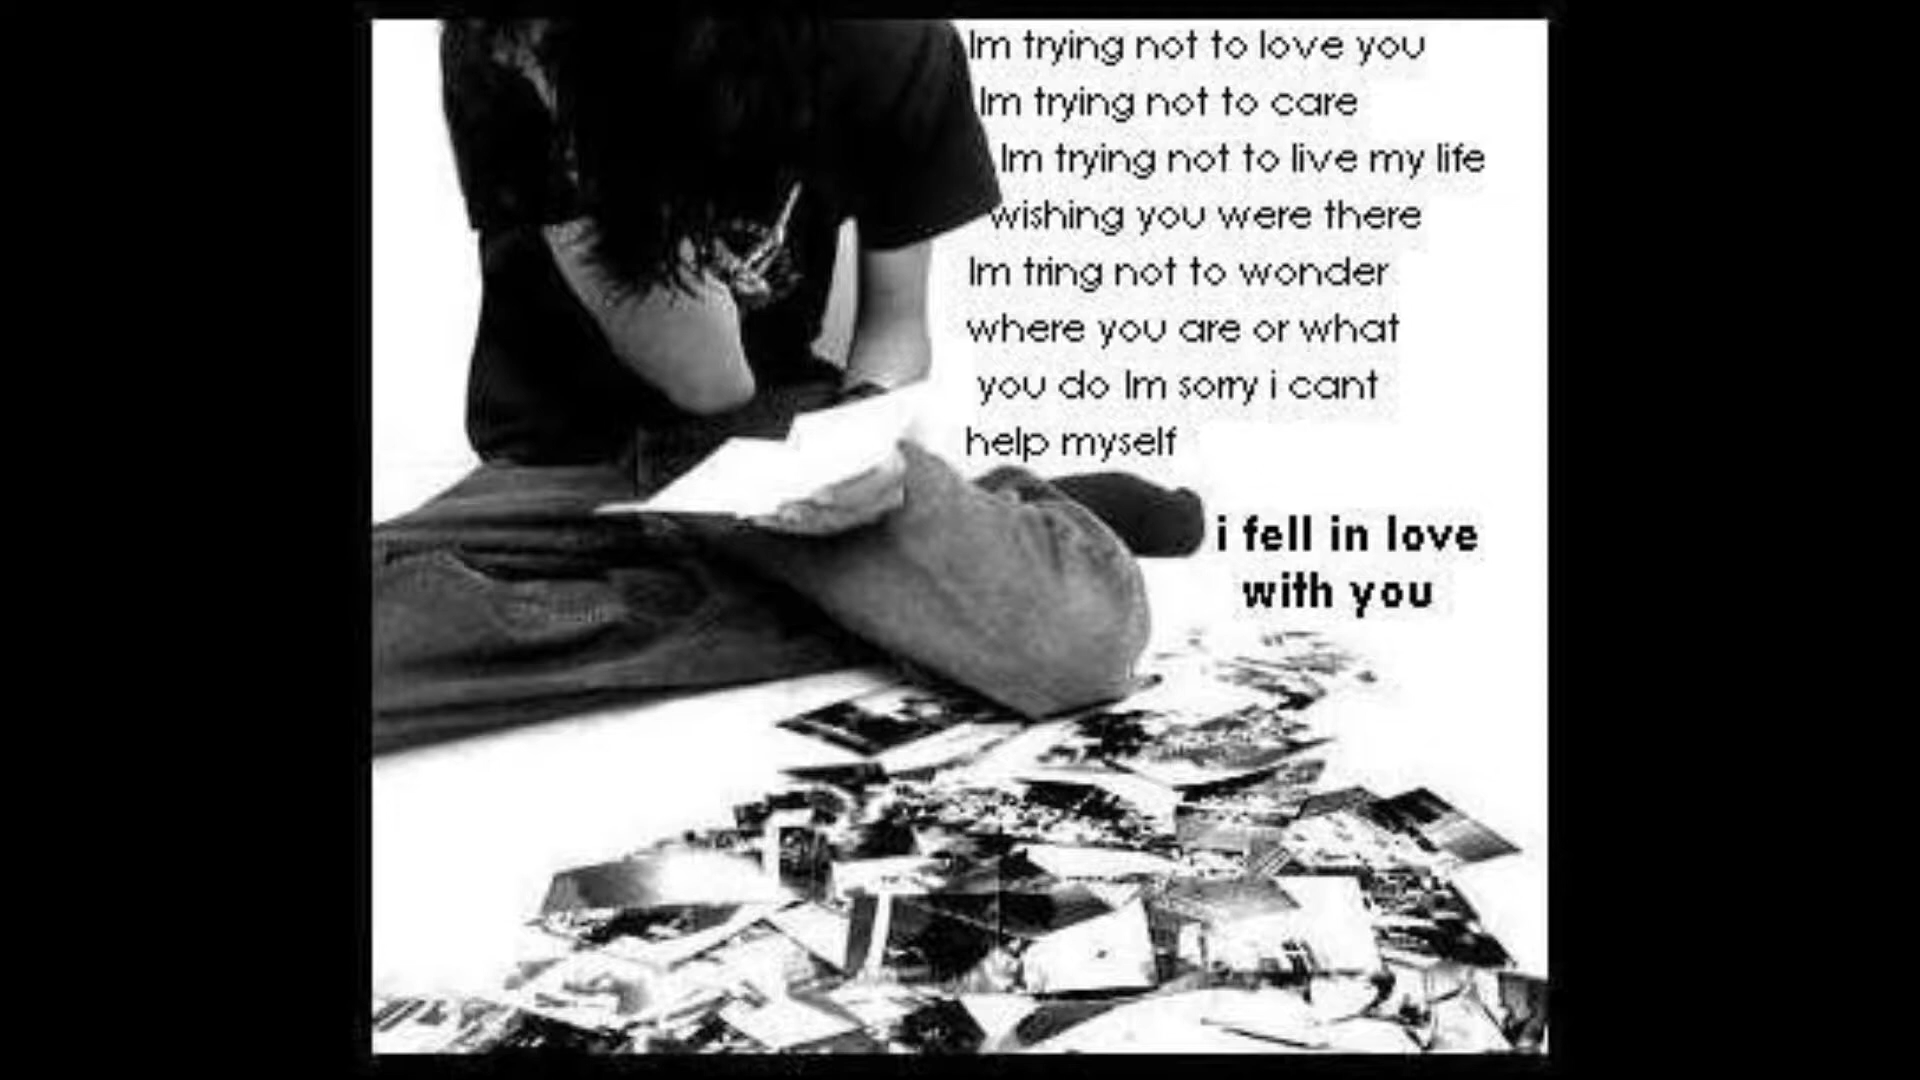 Im trying not to love you
Im trying not to care
Im trying not to live my life
wishing you were there
Im tring not to wonder
where you are or what
you do Im sorry i cant
help myself
i fell in love
with you